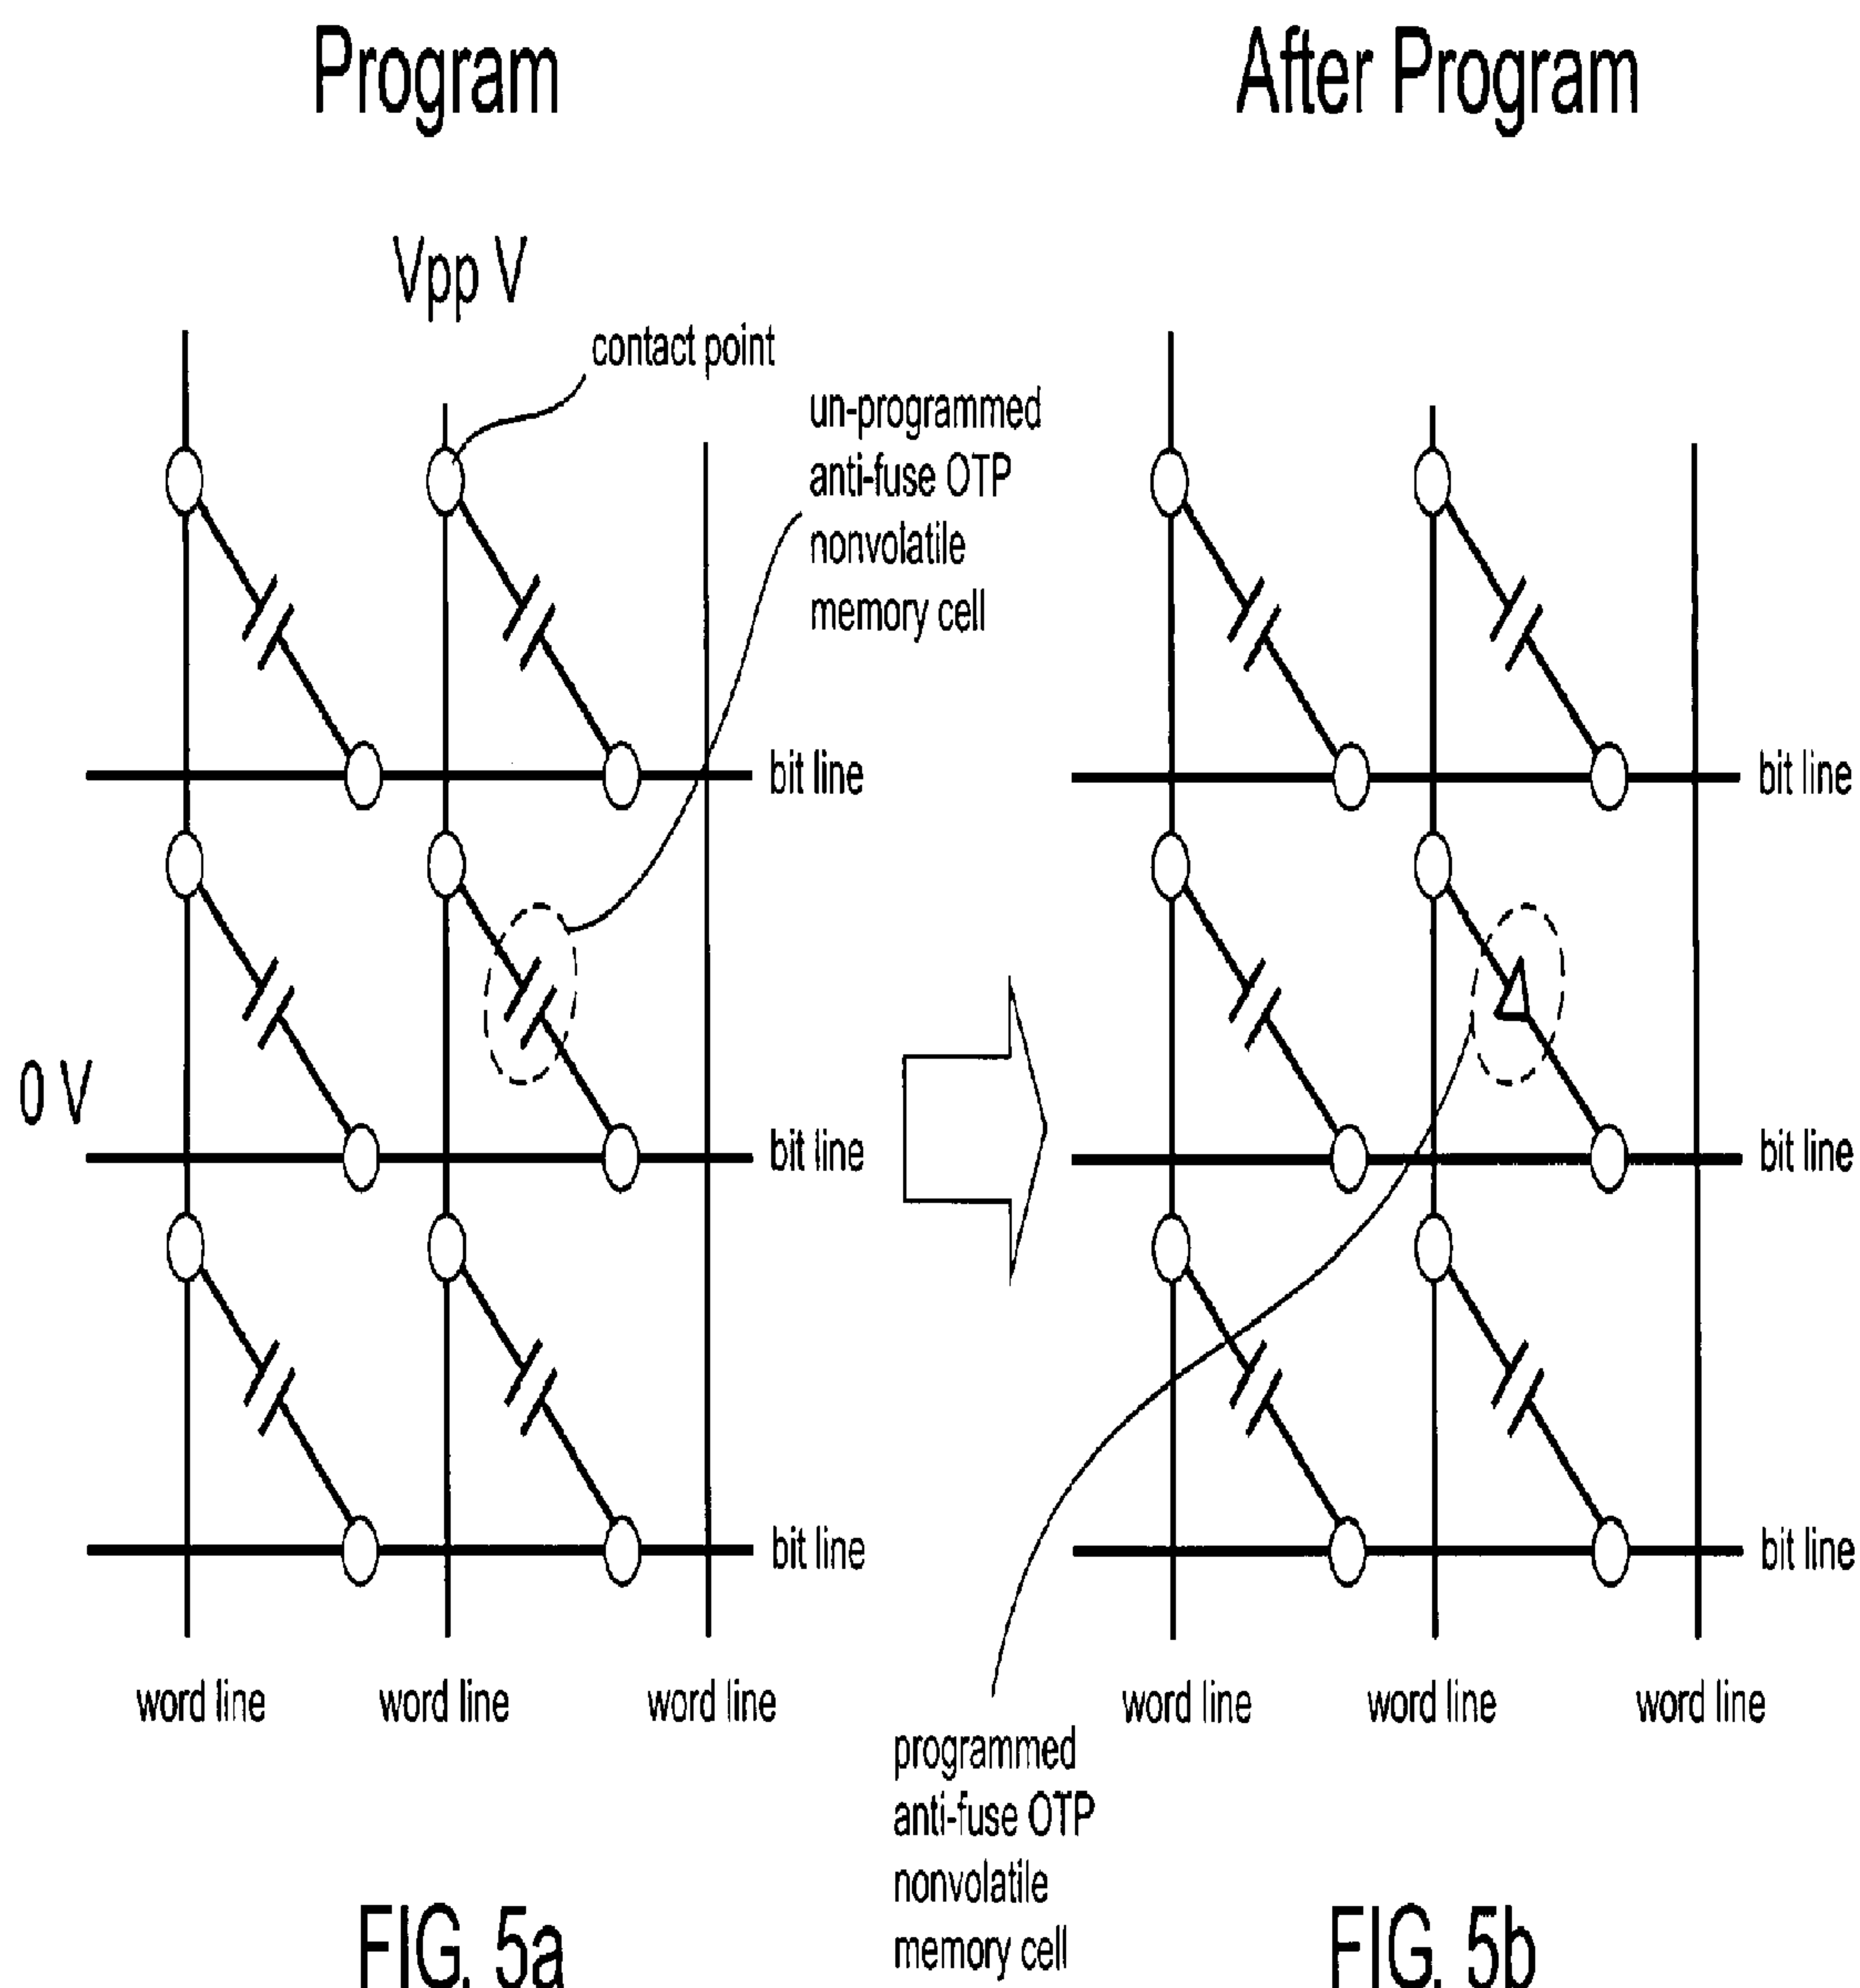 Program
After Program
Vpp V
contact point
un-programmed
anti-fuse OTP
nonvolatile
memory cell
bit line
bit line
0 V
bit line
bit line
bit line
bit line
word line
word line
word line
word line
word line
word line
programmed
anti-fuse OTP
nonvolatile
memory cell
FIG. 5a
FIG. 5b